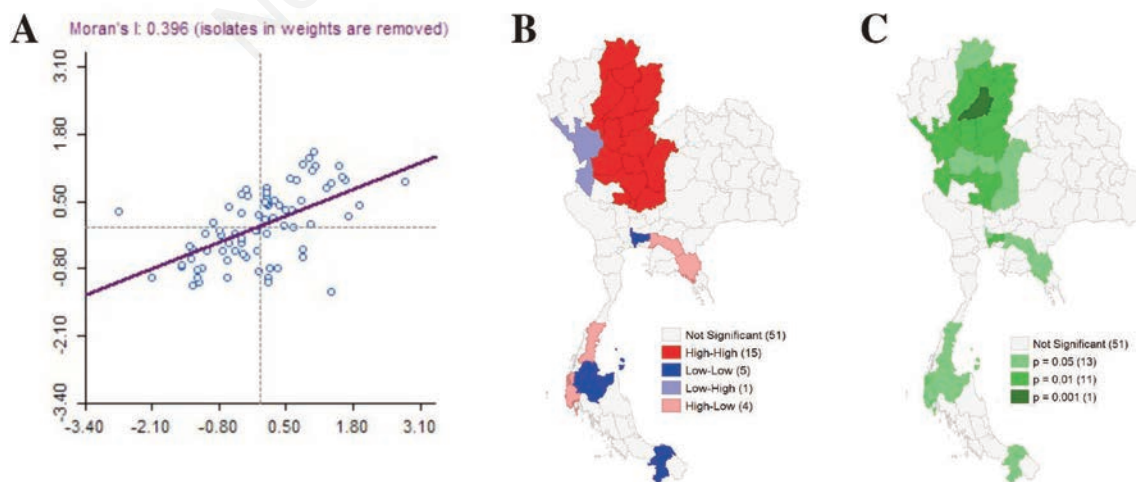 A
Moran's I: 0.396 (isolates in weights are removed)
3.10
1.80
0.50
-0.80
-2.10
-3.40
-3.40 -2.10 -0.80 0.50 1.80 3.10
B
Not Significant (51)
High-High (15)
Low-Low (5)
Low-High (1)
High-Low (4)
C
Not Significant (51)
p = 0.05 (13)
p = 0.01 (11)
p = 0.001 (1)